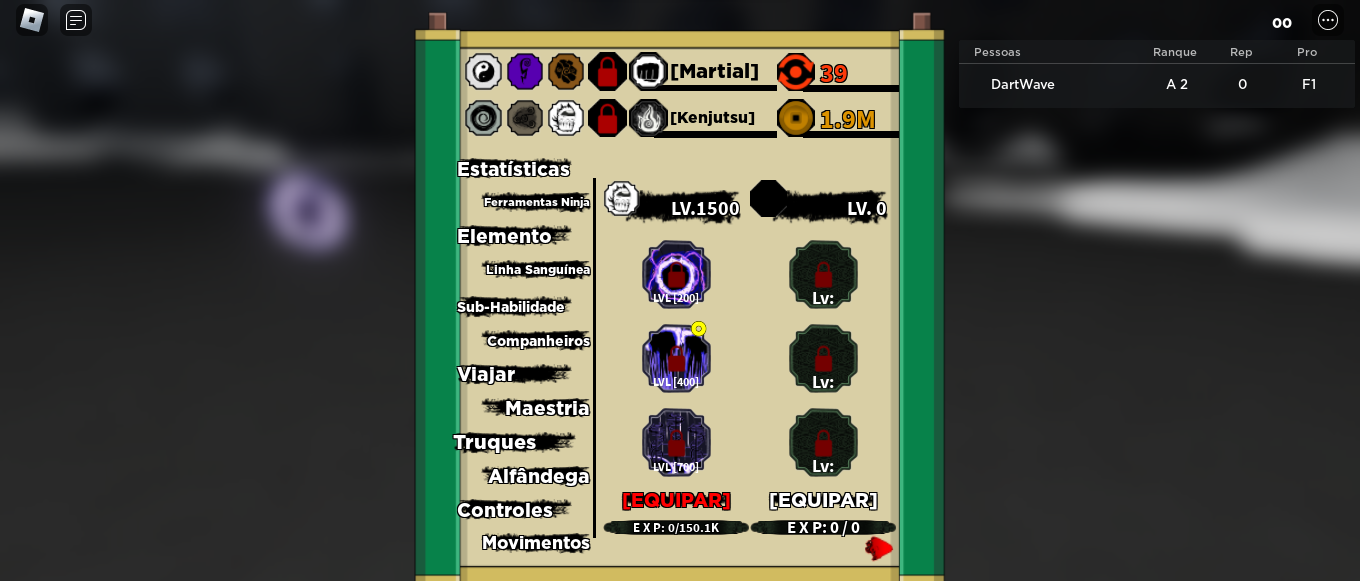 oo
Pessoas Ranque Rep Pro
DartWave A 2 0 F1
[Martial] 39
[Kenjutsu] 1.9M
Estatísticas
Ferramentas Ninja
Elemento
Linha Sanguínea
Sub-Habilidade
Companheiros
Viajar
Maestria
Truques
Alfândega
Controles
Movimentos
LV.1500
LV. 0
LVL [200]
Lv:
LVL [400]
Lv:
LVL [700]
Lv:
[EQUIPAR]
[EQUIPAR]
EXP: 0/150.1K
EXP: 0/0